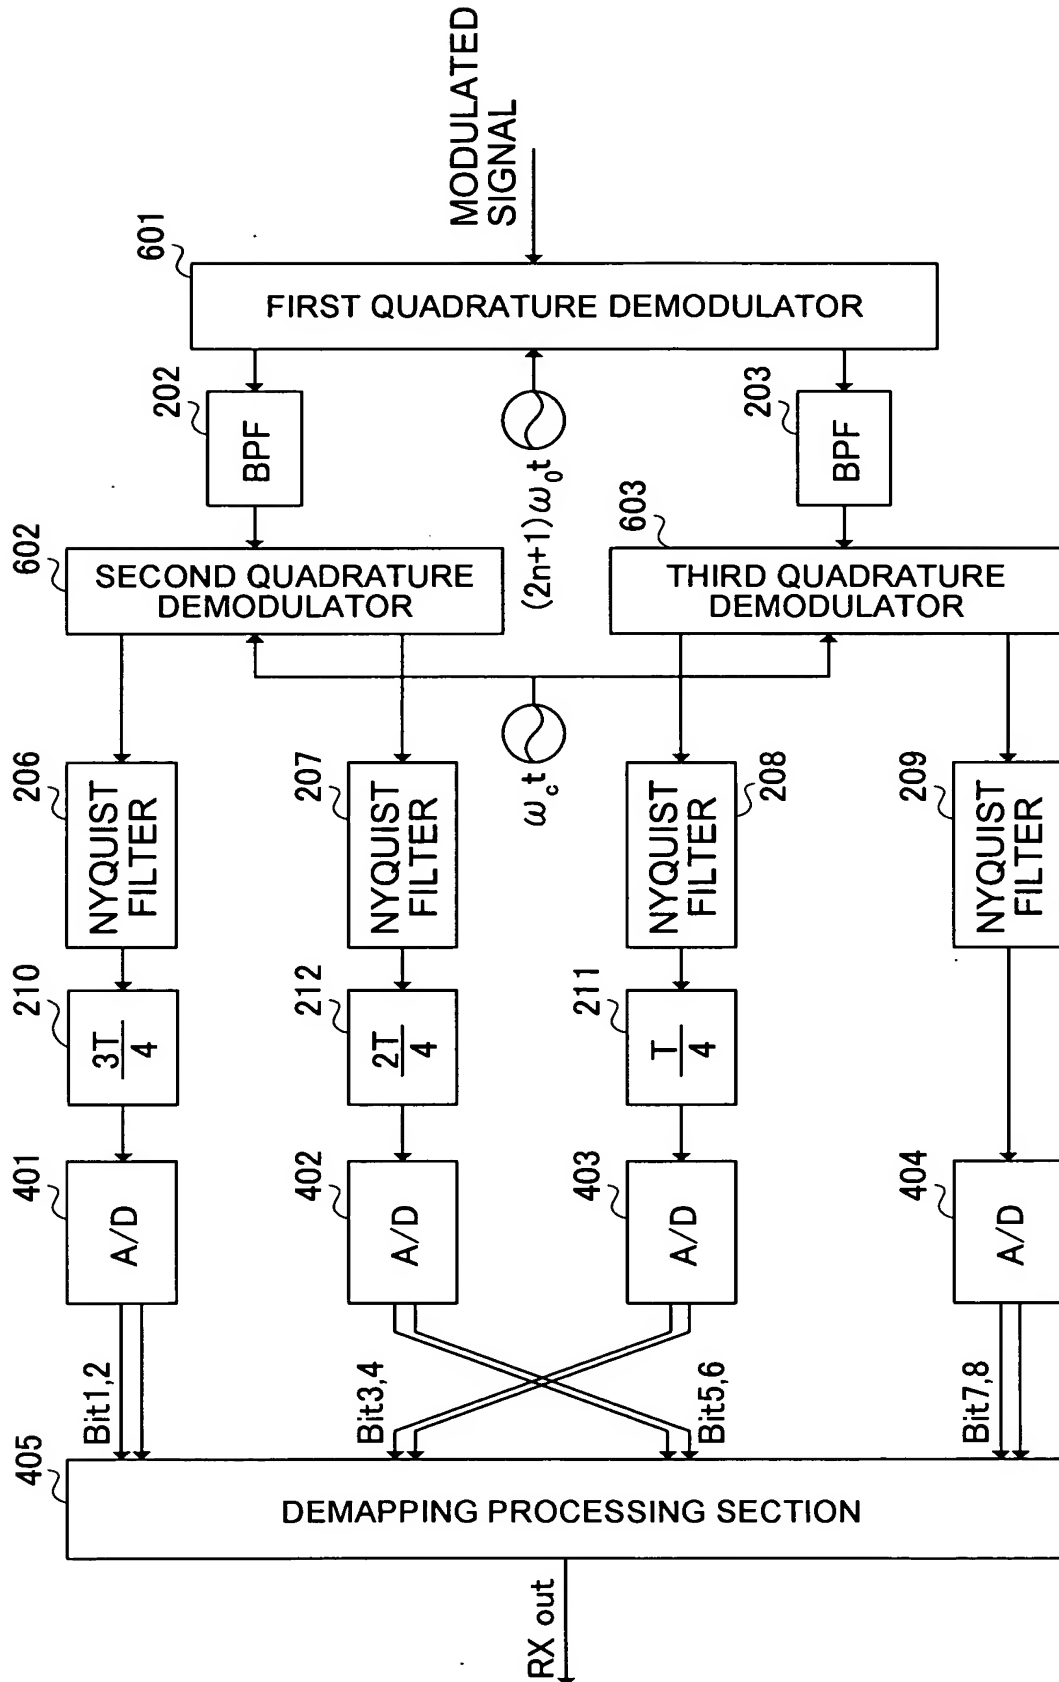 MODULATED
SIGNAL
601
FIRST QUADRATURE DEMODULATOR
202
BPF
(2n+1)ω₀t
203
BPF
602
SECOND QUADRATURE
DEMODULATOR
603
THIRD QUADRATURE
DEMODULATOR
ω_c t
206
NYQUIST
FILTER
207
NYQUIST
FILTER
208
NYQUIST
FILTER
209
NYQUIST
FILTER
210
3T
4
212
2T
4
211
T
4
401
A/D
402
A/D
403
A/D
404
A/D
Bit1,2
Bit3,4
Bit5,6
Bit7,8
405
DEMAPPING PROCESSING SECTION
RX out